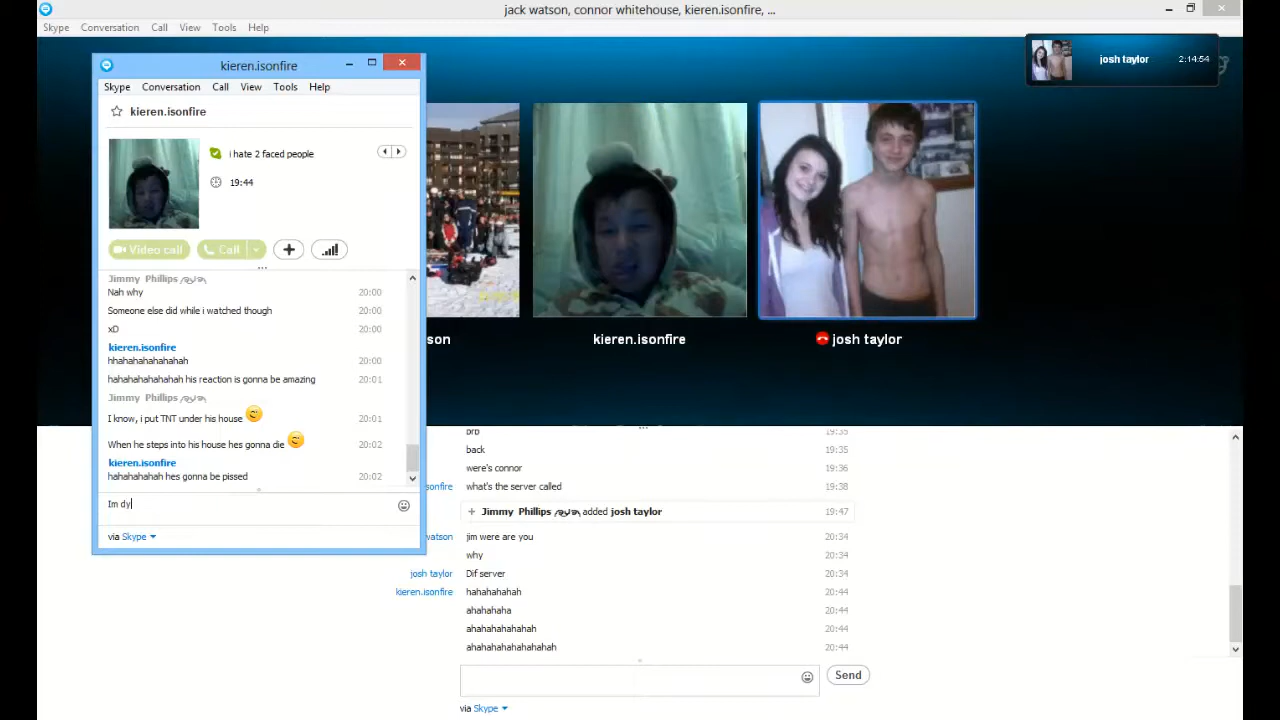 jack watson, connor whitehouse, kieren.isonfire, ...
Skype Conversation Call View Tools Help
josh taylor 2:14:54
kieren.isonfire
Skype Conversation Call View Tools Help
kieren.isonfire
i hate 2 faced people
19:44
Video call Call
Jimmy Phillips
Nah why 20:00
Someone else did while i watched though 20:00
xD 20:00
kieren.isonfire
hhahahahahahah 20:00
hahahahahahah his reaction is gonna be amazing 20:01
Jimmy Phillips
I know, i put TNT under his house 20:01
When he steps into his house hes gonna die 20:02
kieren.isonfire
hahahahahah hes gonna be pissed 20:02
Im dy
via Skype
son
kieren.isonfire
josh taylor
brb 19:35
back 19:35
were's connor 19:36
sonfire what's the server called 19:38
Jimmy Phillips added josh taylor 19:47
watson jim were are you 20:34
why 20:34
josh taylor Dif server 20:34
kieren.isonfire hahahahahah 20:44
ahahahaha 20:44
ahahahahahahah 20:44
ahahahahahahahahah 20:44
Send
via Skype